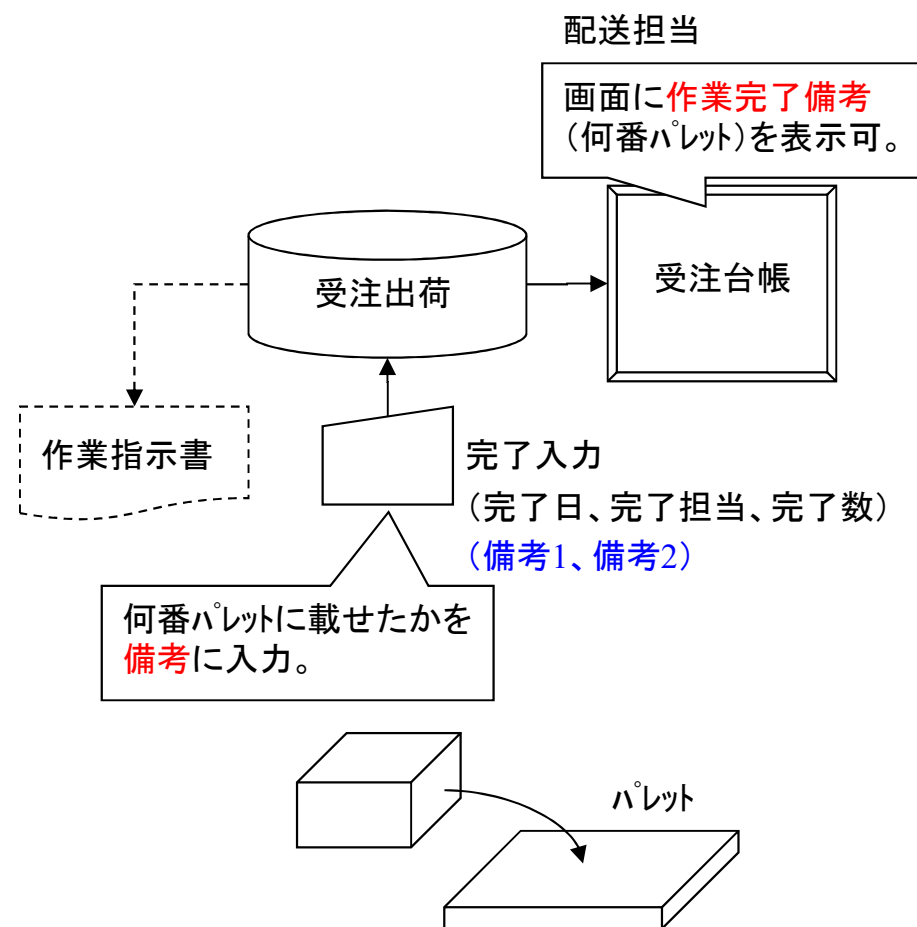 配送担当
画面に作業完了備考
（何番パレット）を表示可。
受注出荷
受注台帳
作業指示書
完了入力
（完了日、完了担当、完了数）
（備考1、備考2）
何番パレットに載せたかを
備考に入力。
パレット